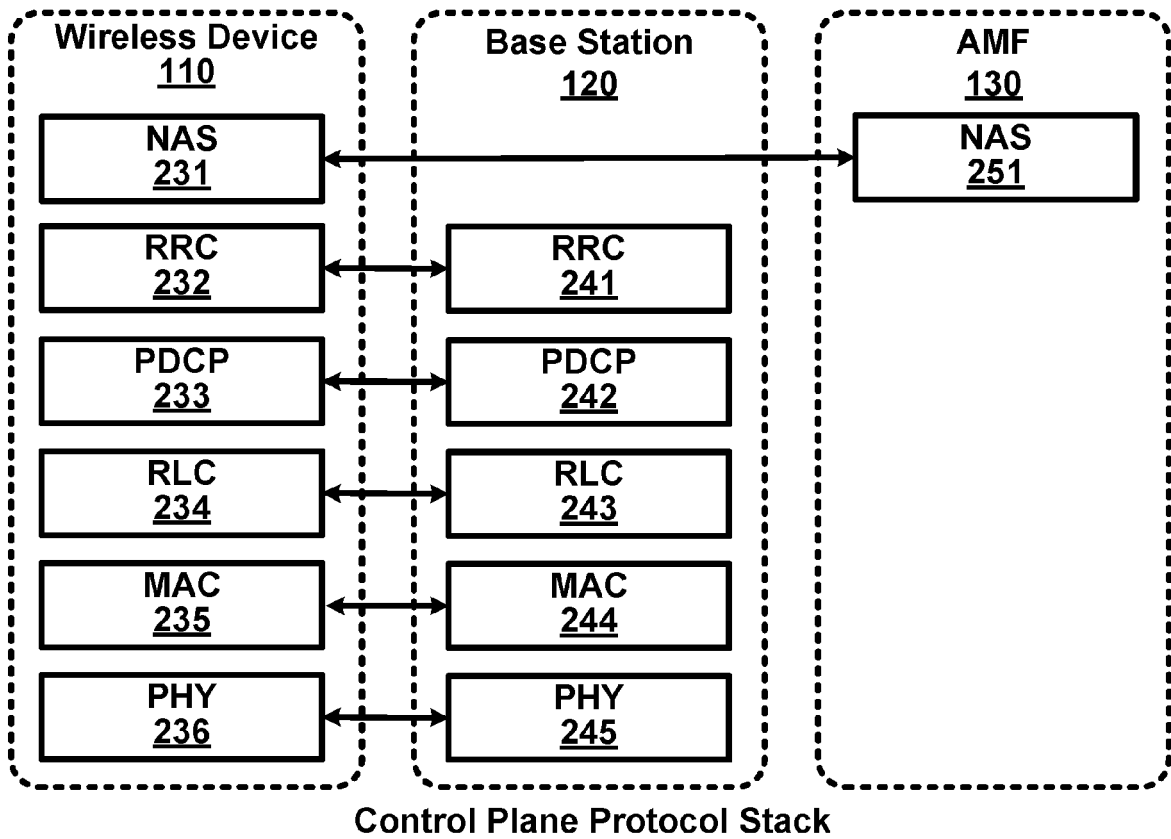 Wireless Device
110
Base Station
120
AMF
130
NAS
231
NAS
251
RRC
232
RRC
241
PDCP
233
PDCP
242
RLC
234
RLC
243
MAC
235
MAC
244
PHY
236
PHY
245
Control Plane Protocol Stack